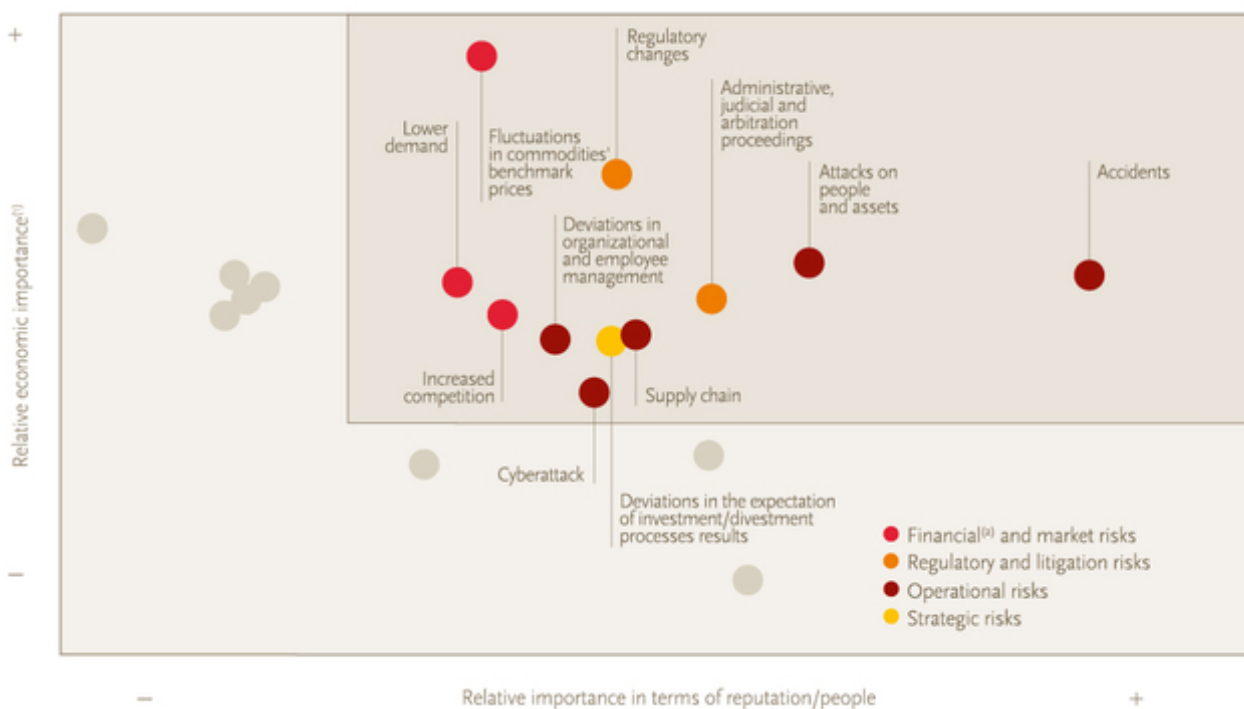 +
Regulatory
changes
Administrative,
judicial and
arbitration
proceedings
Lower
demand
Fluctuations
in commodities'
benchmark
prices
Attacks on
people
and assets
Accidents
Deviations in
organizational
and employee
management
Relative economic importance(1)
Increased
competition
Supply chain
Cyberattack
Deviations in the expectation
of investment/divestment
processes results
Financial(2) and market risks
Regulatory and litigation risks
Operational risks
Strategic risks
–
–
Relative importance in terms of reputation/people
+